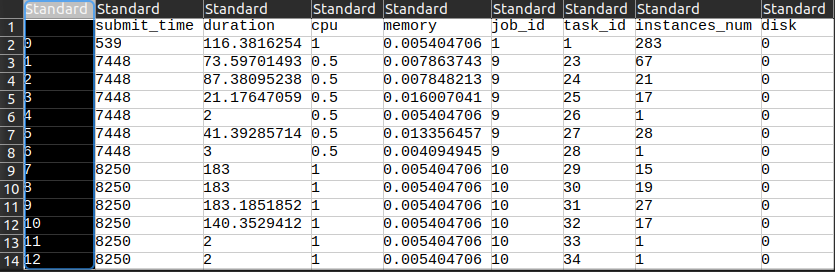 Standard Standard Standard Standard Standard Standard Standard Standard Standard
1 submit_time duration cpu memory job_id task_id instances_num disk
2 0 539 116.3816254 1 0.005404706 1 1 283 0
3 1 7448 73.59701493 0.5 0.007863743 9 23 67 0
4 2 7448 87.38095238 0.5 0.007848213 9 24 21 0
5 3 7448 21.17647059 0.5 0.016007041 9 25 17 0
6 4 7448 2 0.5 0.005404706 9 26 1 0
7 5 7448 41.39285714 0.5 0.013356457 9 27 28 0
8 6 7448 3 0.5 0.004094945 9 28 1 0
9 7 8250 183 1 0.005404706 10 29 15 0
10 8 8250 183 1 0.005404706 10 30 19 0
11 9 8250 183.1851852 1 0.005404706 10 31 27 0
12 10 8250 140.3529412 1 0.005404706 10 32 17 0
13 11 8250 2 1 0.005404706 10 33 1 0
14 12 8250 2 1 0.005404706 10 34 1 0